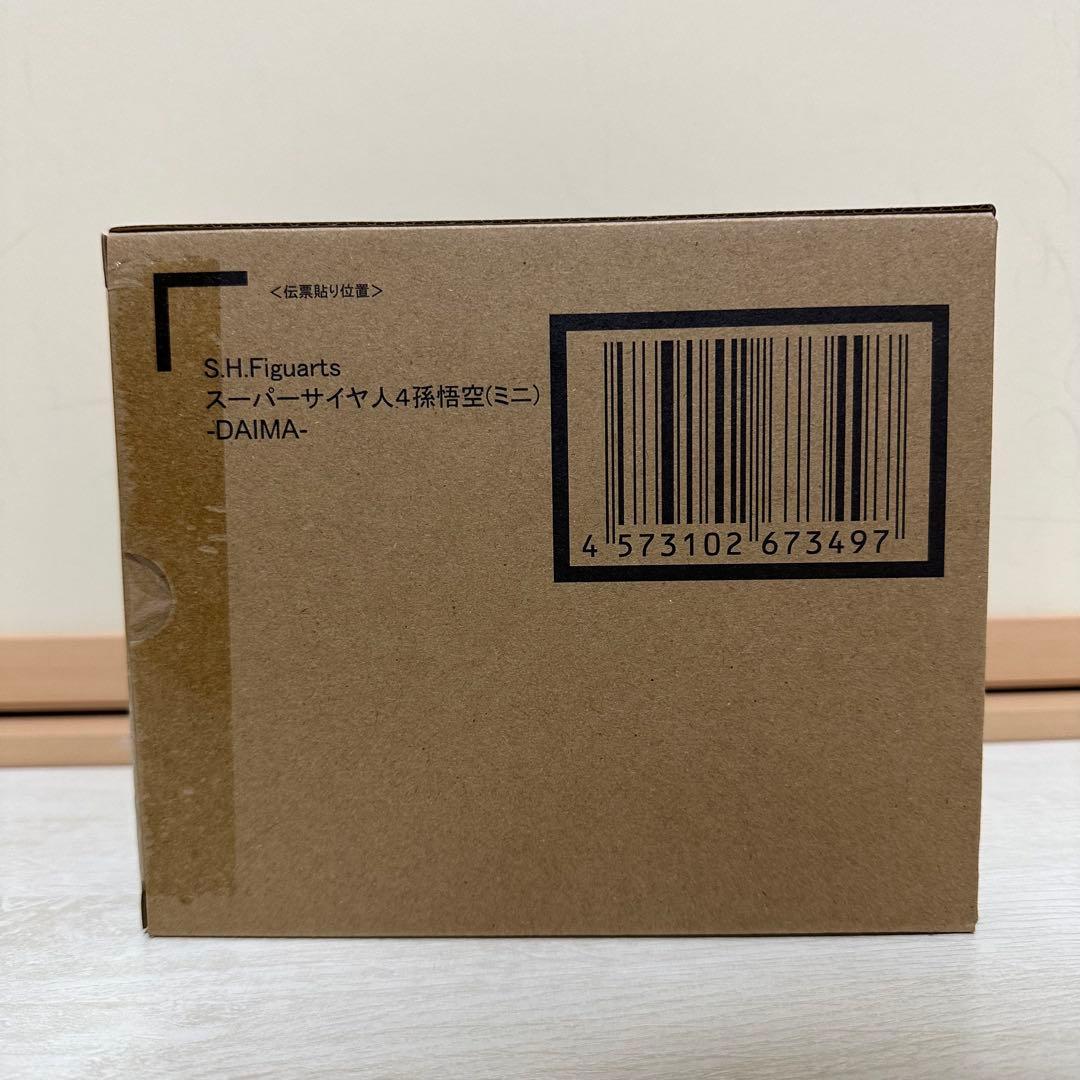 <伝票貼り位置>
S.H.Figuarts
スーパーサイヤ人4孫悟空(ミニ)
-DAIMA-
4 573102 673497